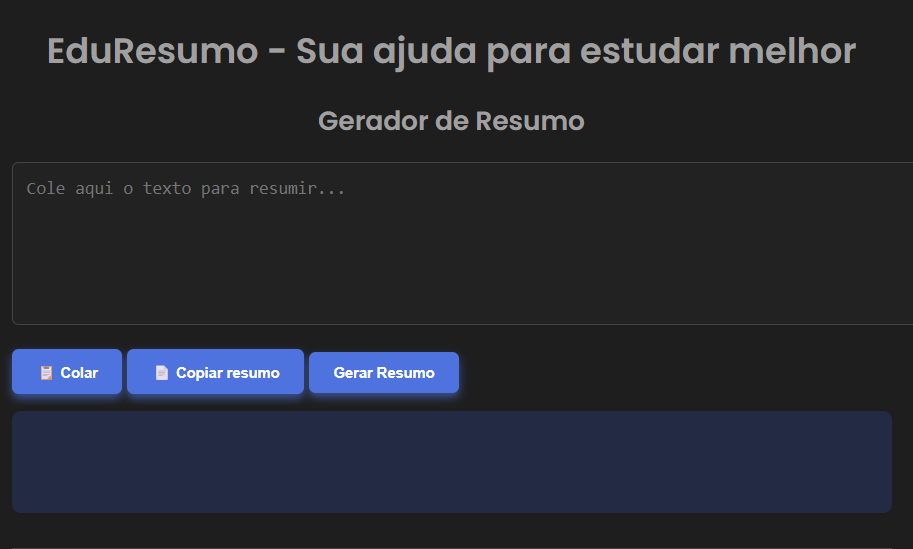 EduResumo - Sua ajuda para estudar melhor
Gerador de Resumo
Cole aqui o texto para resumir...
Colar
Copiar resumo
Gerar Resumo